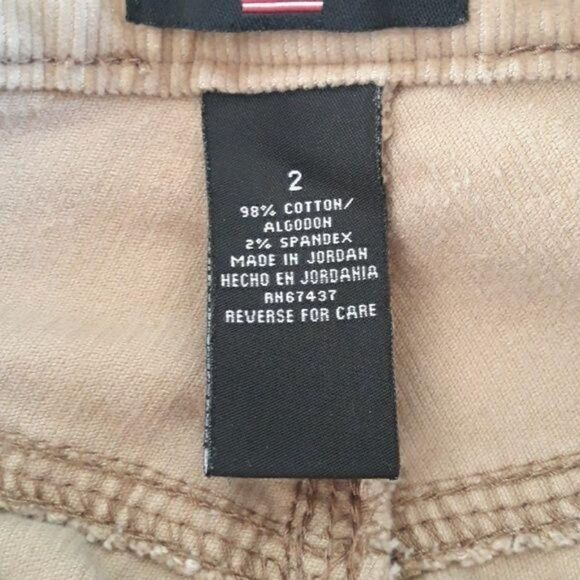 2
98% COTTON/
ALGODON
2% SPANDEX
MADE IN JORDAN
HECHO EN JORDANIA
RN67437
REVERSE FOR CARE